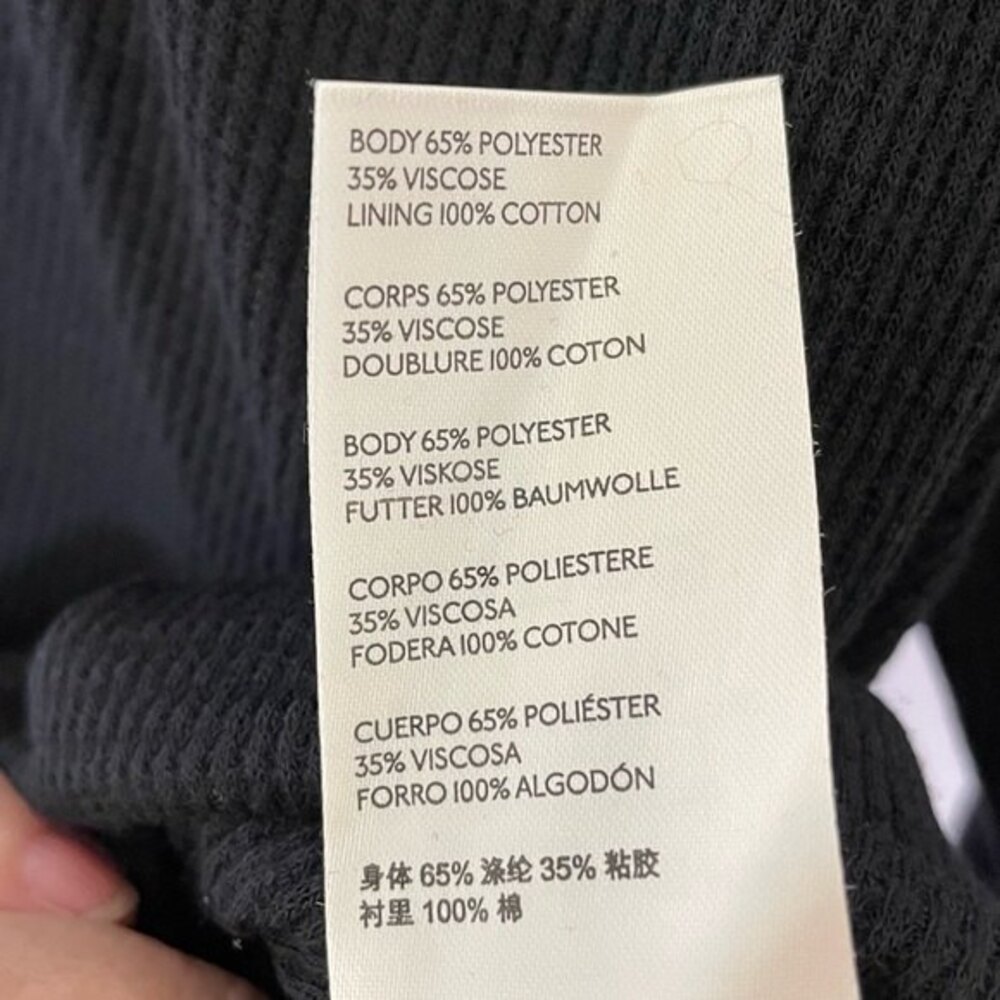 BODY 65% POLYESTER
35% VISCOSE
LINING 100% COTTON
CORPS 65% POLYESTER
35% VISCOSE
DOUBLURE 100% COTON
BODY 65% POLYESTER
35% VISKOSE
FUTTER 100% BAUMWOLLE
CORPO 65% POLIESTERE
35% VISCOSA
FODERA 100% COTONE
CUERPO 65% POLIÉSTER
35% VISCOSA
FORRO 100% ALGODÓN
身体 65% 涤纶 35% 粘胶
衬里 100% 棉